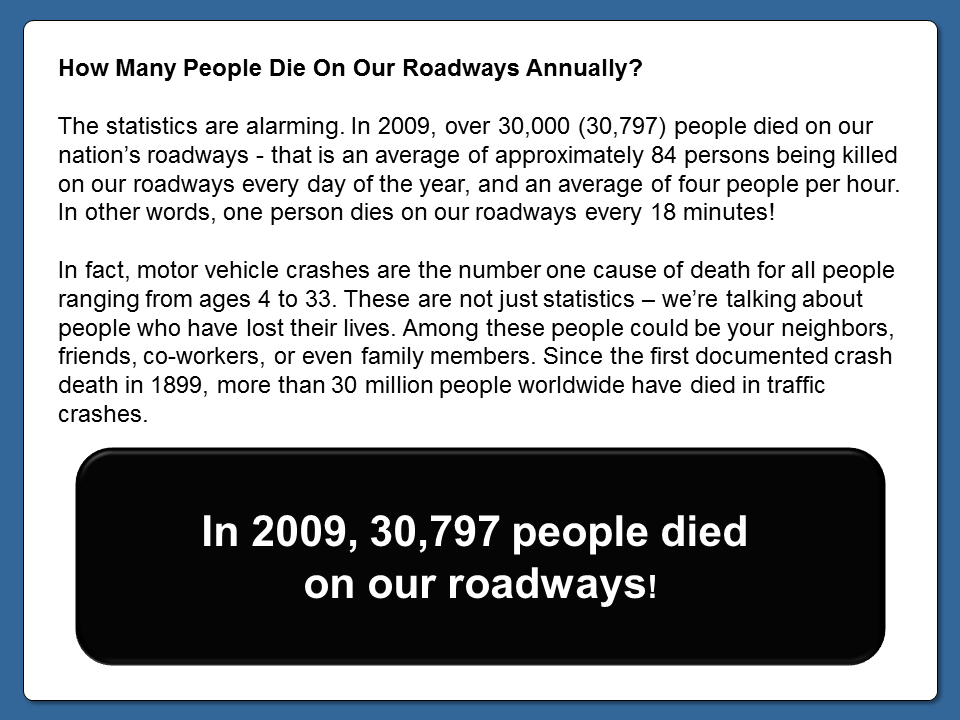 How Many People Die On Our Roadways Annually?
The statistics are alarming. In 2009, over 30,000 (30,797) people died on our
nation’s roadways - that is an average of approximately 84 persons being killed
on our roadways every day of the year, and an average of four people per hour.
In other words, one person dies on our roadways every 18 minutes!
In fact, motor vehicle crashes are the number one cause of death for all people
ranging from ages 4 to 33. These are not just statistics – we’re talking about
people who have lost their lives. Among these people could be your neighbors,
friends, co-workers, or even family members. Since the first documented crash
death in 1899, more than 30 million people worldwide have died in traffic
crashes.
In 2009, 30,797 people died
on our roadways!